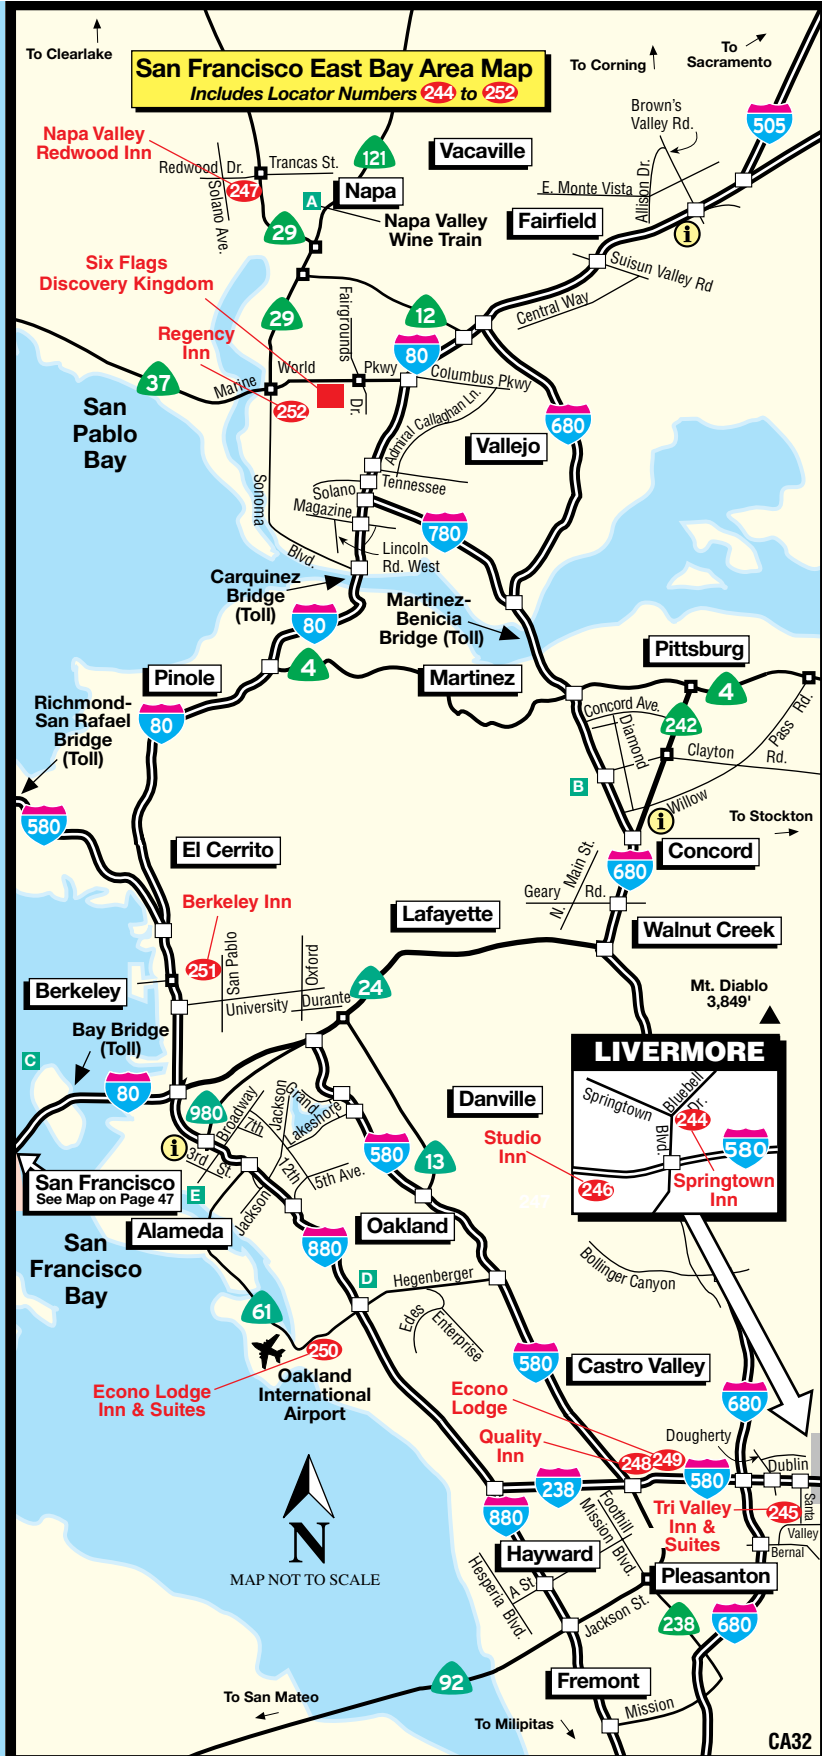 To Clearlake
San Francisco East Bay Area Map
Includes Locator Numbers 244 to 252
To Corning
To
Sacramento
505
Brown's
Valley Rd.
Napa Valley
Redwood Inn
121
Vacaville
Redwood Dr.
Trancas St.
247
Solano Ave.
A
Napa
E. Monte Vista
Allison Dr.
Napa Valley
Wine Train
Fairfield
i
29
Six Flags
Discovery Kingdom
Suisun Valley Rd
Central Way
Fairgrounds
Dr.
12
29
Regency
Inn
80
37
Marine
World
Pkwy
Columbus Pkwy
252
San
Pablo
Bay
Admiral Callaghan Ln.
680
Vallejo
Sonoma
Blvd.
Solano
Tennessee
Magazine
780
Lincoln
Rd. West
Carquinez
Bridge
(Toll)
Martinez-
Benicia
Bridge (Toll)
80
4
Pinole
Martinez
Pittsburg
4
Richmond-
San Rafael
Bridge
(Toll)
80
Concord Ave.
242
Diamond
Clayton
Rd.
Pass Rd.
Willow
B
580
i
To Stockton
El Cerrito
Concord
680
Main St.
N.
Geary
Rd.
Berkeley Inn
Lafayette
Walnut Creek
251
San Pablo
Oxford
24
Berkeley
University
Durante
Mt. Diablo
3,849'
Bay Bridge
(Toll)
C
80
LIVERMORE
Springtown
Bluebell
Dr.
Blvd.
244
580
246
Springtown
Inn
Studio
Inn
Danville
980
Broadway
7th
Jackson
Grand
Lakeshore
580
13
i
3rd
St.
12th
5th Ave.
E
Jackson
San Francisco
See Map on Page 47
Alameda
Oakland
880
San
Francisco
Bay
D
Hegenberger
Bollinger Canyon
61
Edes
Enterprise
250
Oakland
International
Airport
580
Castro Valley
Econo Lodge
Inn & Suites
Econo
Lodge
680
Quality
Inn
Dougherty
248
249
Dublin
238
580
Santa
Tri Valley
Inn &
Suites
245
880
Foothill
Mission
Blvd.
Valley
Bernal
N
MAP NOT TO SCALE
Hayward
Hesperia Blvd.
A St.
Pleasanton
Jackson St.
238
680
92
Fremont
To San Mateo
Mission
To Milipitas
CA32